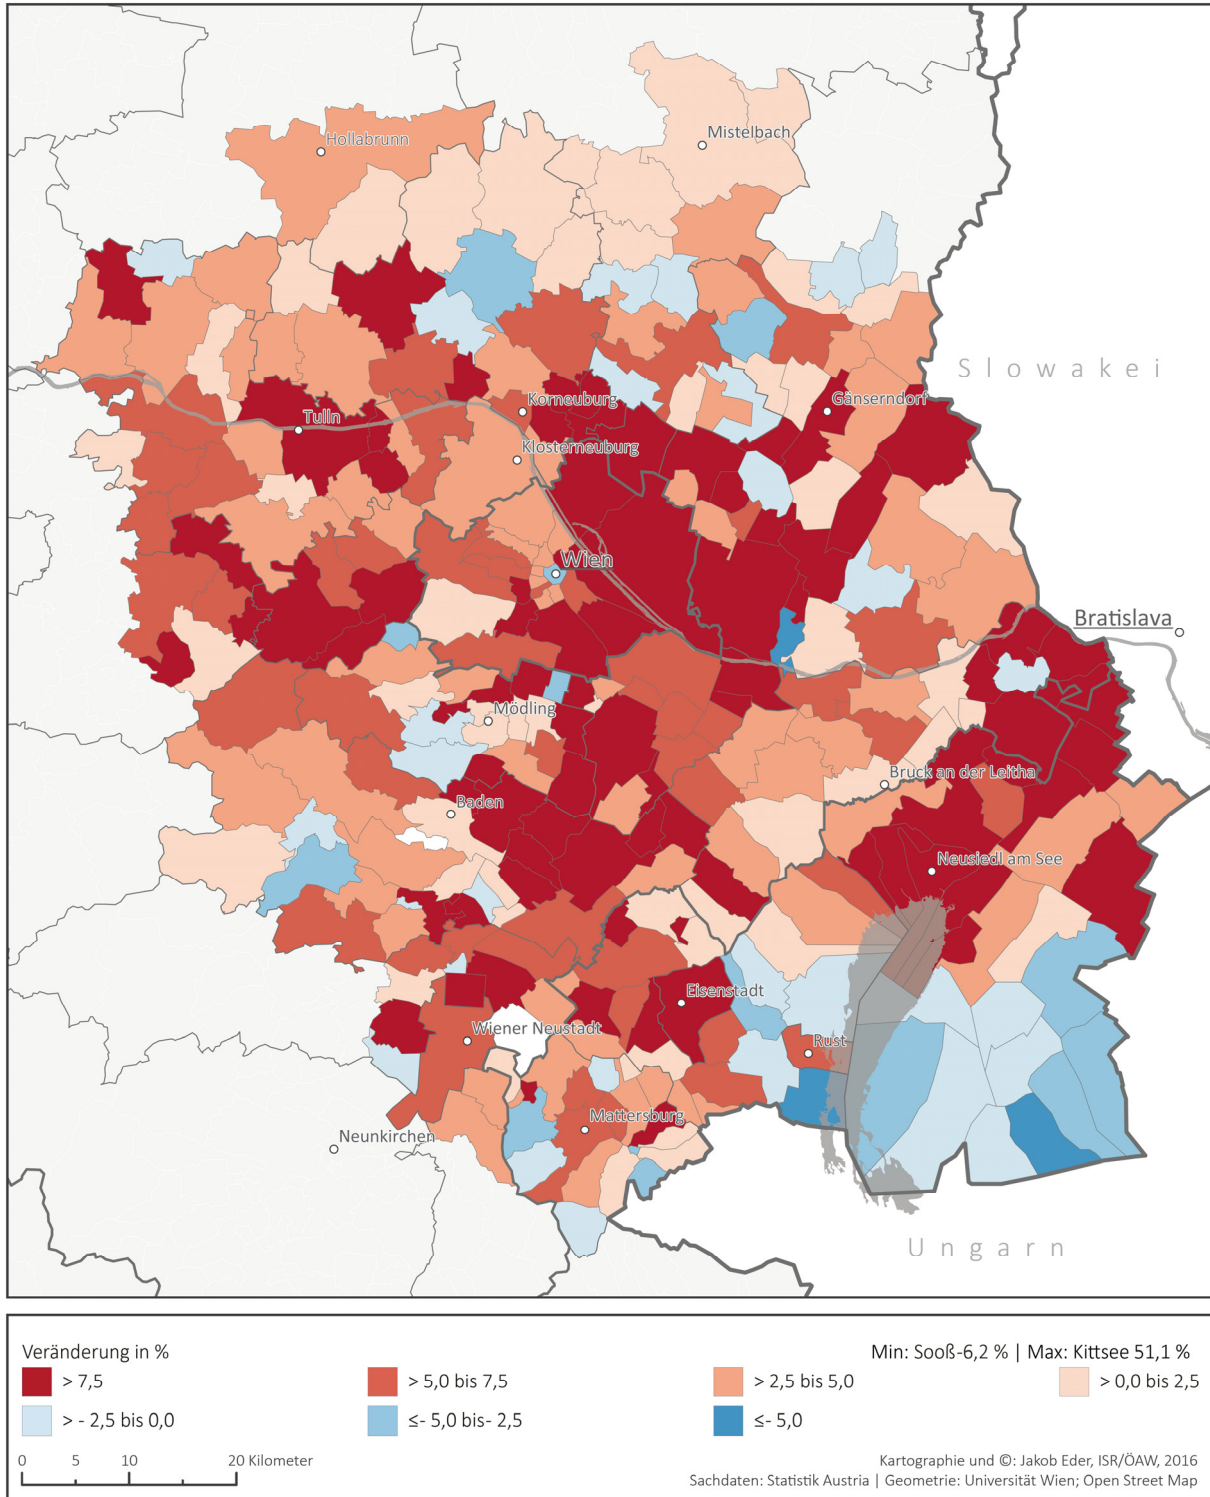 Hollabrunn
Mistelbach
Slowakei
Korneuburg
Gänserndorf
Tulln
Klosterneuburg
Wien
Bratislava
Mödling
Bruck an der Leitha
Baden
Neusiedl am See
Eisenstadt
Wiener Neustadt
Rust
Mattersburg
Neunkirchen
Ungarn
Veränderung in %
Min: Sooß-6,2 % | Max: Kittsee 51,1 %
> 7,5
> 5,0 bis 7,5
> 2,5 bis 5,0
> 0,0 bis 2,5
> - 2,5 bis 0,0
≤- 5,0 bis- 2,5
≤- 5,0
0 5 10 20 Kilometer
Kartographie und ©: Jakob Eder, ISR/ÖAW, 2016
Sachdaten: Statistik Austria | Geometrie: Universität Wien; Open Street Map